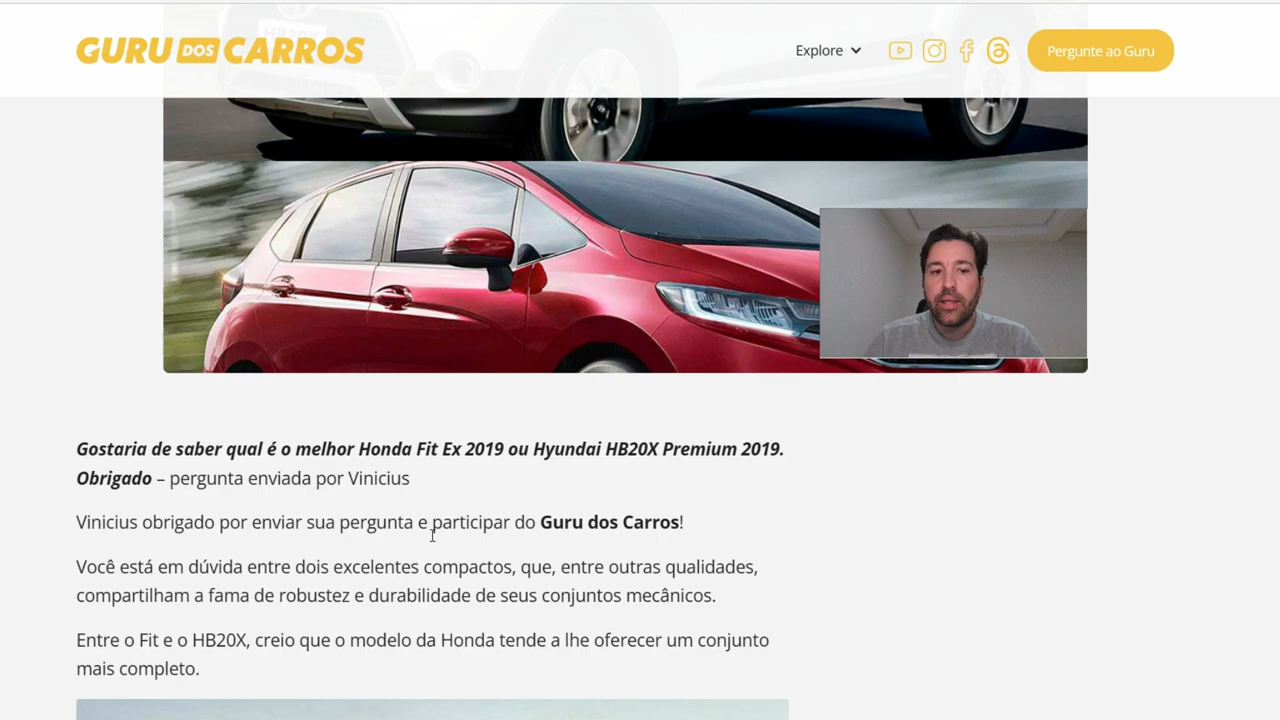 GURU DOS CARROS
Explore
Pergunte ao Guru
Gostaria de saber qual é o melhor Honda Fit Ex 2019 ou Hyundai HB20X Premium 2019.
Obrigado – pergunta enviada por Vinicius
Vinicius obrigado por enviar sua pergunta e participar do Guru dos Carros!
Você está em dúvida entre dois excelentes compactos, que, entre outras qualidades,
compartilham a fama de robustez e durabilidade de seus conjuntos mecânicos.
Entre o Fit e o HB20X, creio que o modelo da Honda tende a lhe oferecer um conjunto
mais completo.